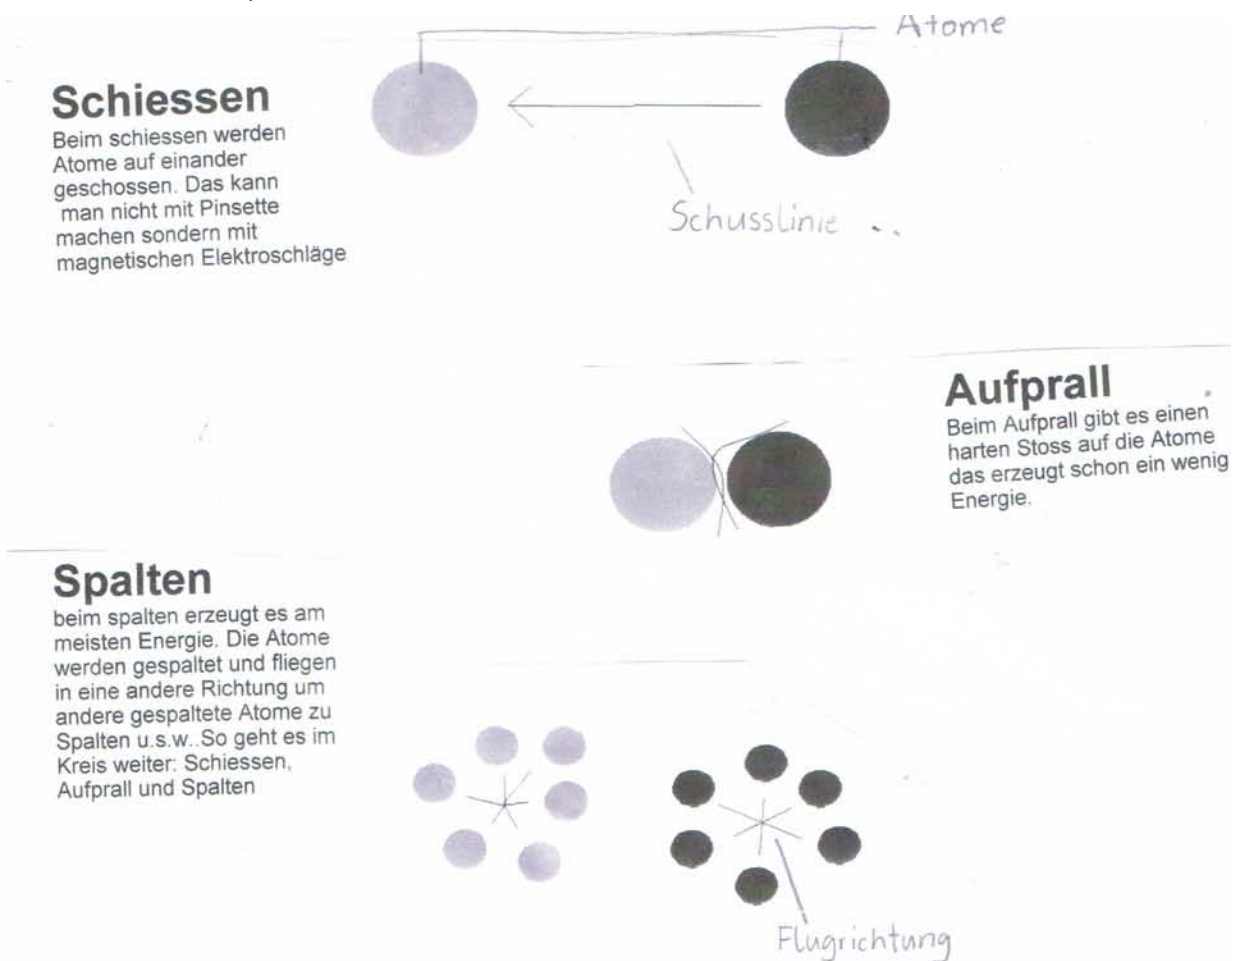 Atome
Schiessen
Beim schiessen werden
Atome auf einander
geschossen. Das kann
man nicht mit Pinsette
machen sondern mit
magnetischen Elektroschläge
Schusslinie
Aufprall
Beim Aufprall gibt es einen
harten Stoss auf die Atome
das erzeugt schon ein wenig
Energie.
Spalten
beim spalten erzeugt es am
meisten Energie. Die Atome
werden gespaltet und fliegen
in eine andere Richtung um
andere gespaltete Atome zu
Spalten u.s.w..So geht es im
Kreis weiter: Schiessen,
Aufprall und Spalten
Flugrichtung